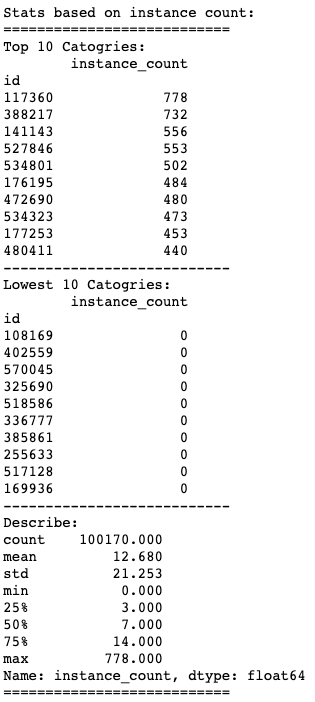 Stats based on instance count:
===========================
Top 10 Catogries:
        instance_count
id
117360             778
388217             732
141143             556
527846             553
534801             502
176195             484
472690             480
534323             473
177253             453
480411             440
---------------------------
Lowest 10 Catogries:
        instance_count
id
108169               0
402559               0
570045               0
325690               0
518586               0
336777               0
385861               0
255633               0
517128               0
169936               0
---------------------------
Describe:
count    100170.000
mean         12.680
std          21.253
min           0.000
25%           3.000
50%           7.000
75%          14.000
max         778.000
Name: instance_count, dtype: float64
===========================